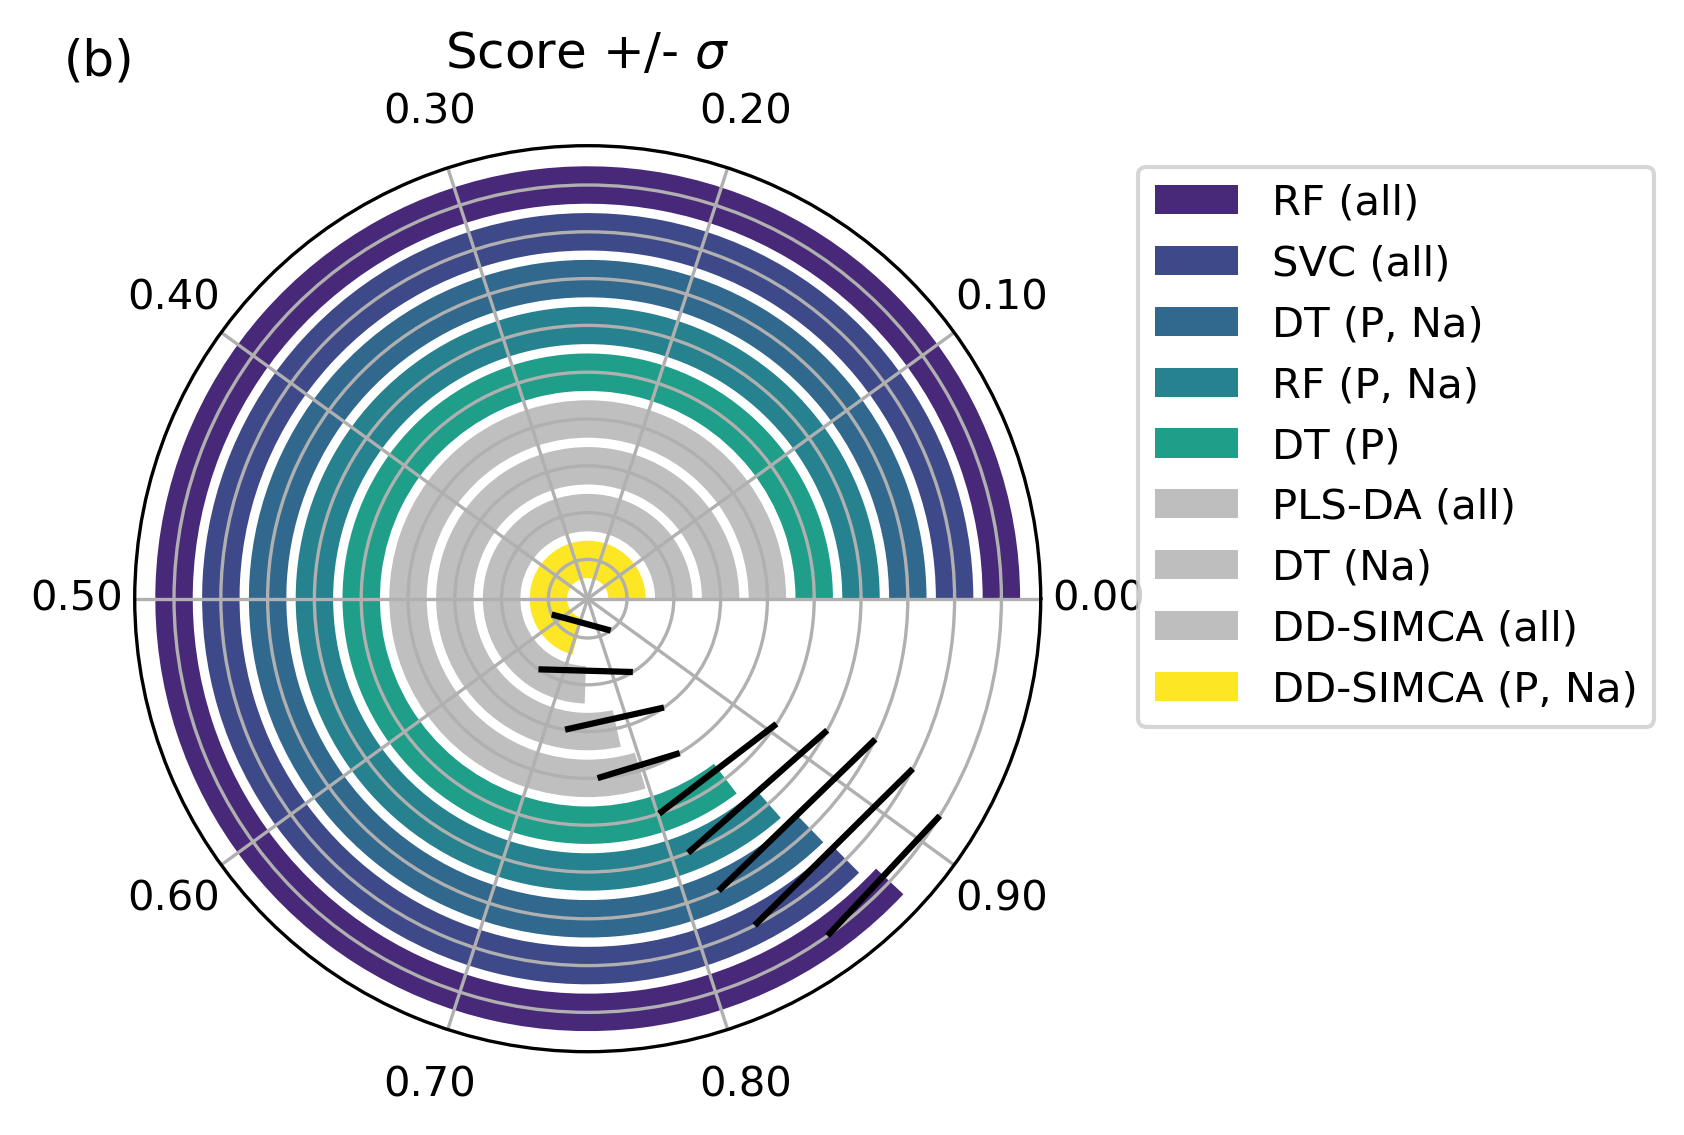 (b)
Score +/- σ
0.30
0.20
0.40
0.10
0.50
0.00
0.60
0.90
0.70
0.80
RF (all)
SVC (all)
DT (P, Na)
RF (P, Na)
DT (P)
PLS-DA (all)
DT (Na)
DD-SIMCA (all)
DD-SIMCA (P, Na)